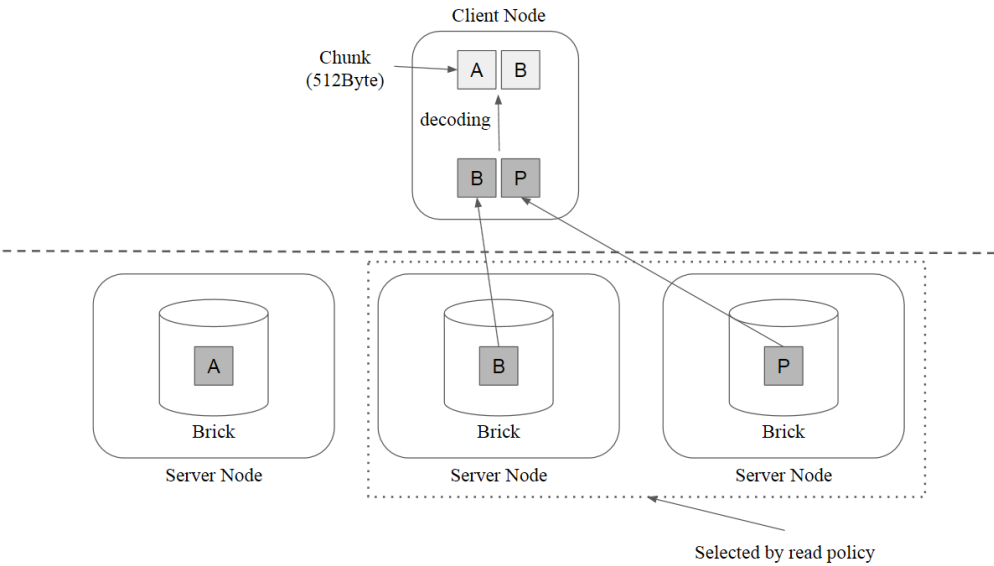 Client Node
Chunk
(512Byte)
A B
decoding
B P
A
B
P
Brick
Brick
Brick
Server Node
Server Node
Server Node
Selected by read policy